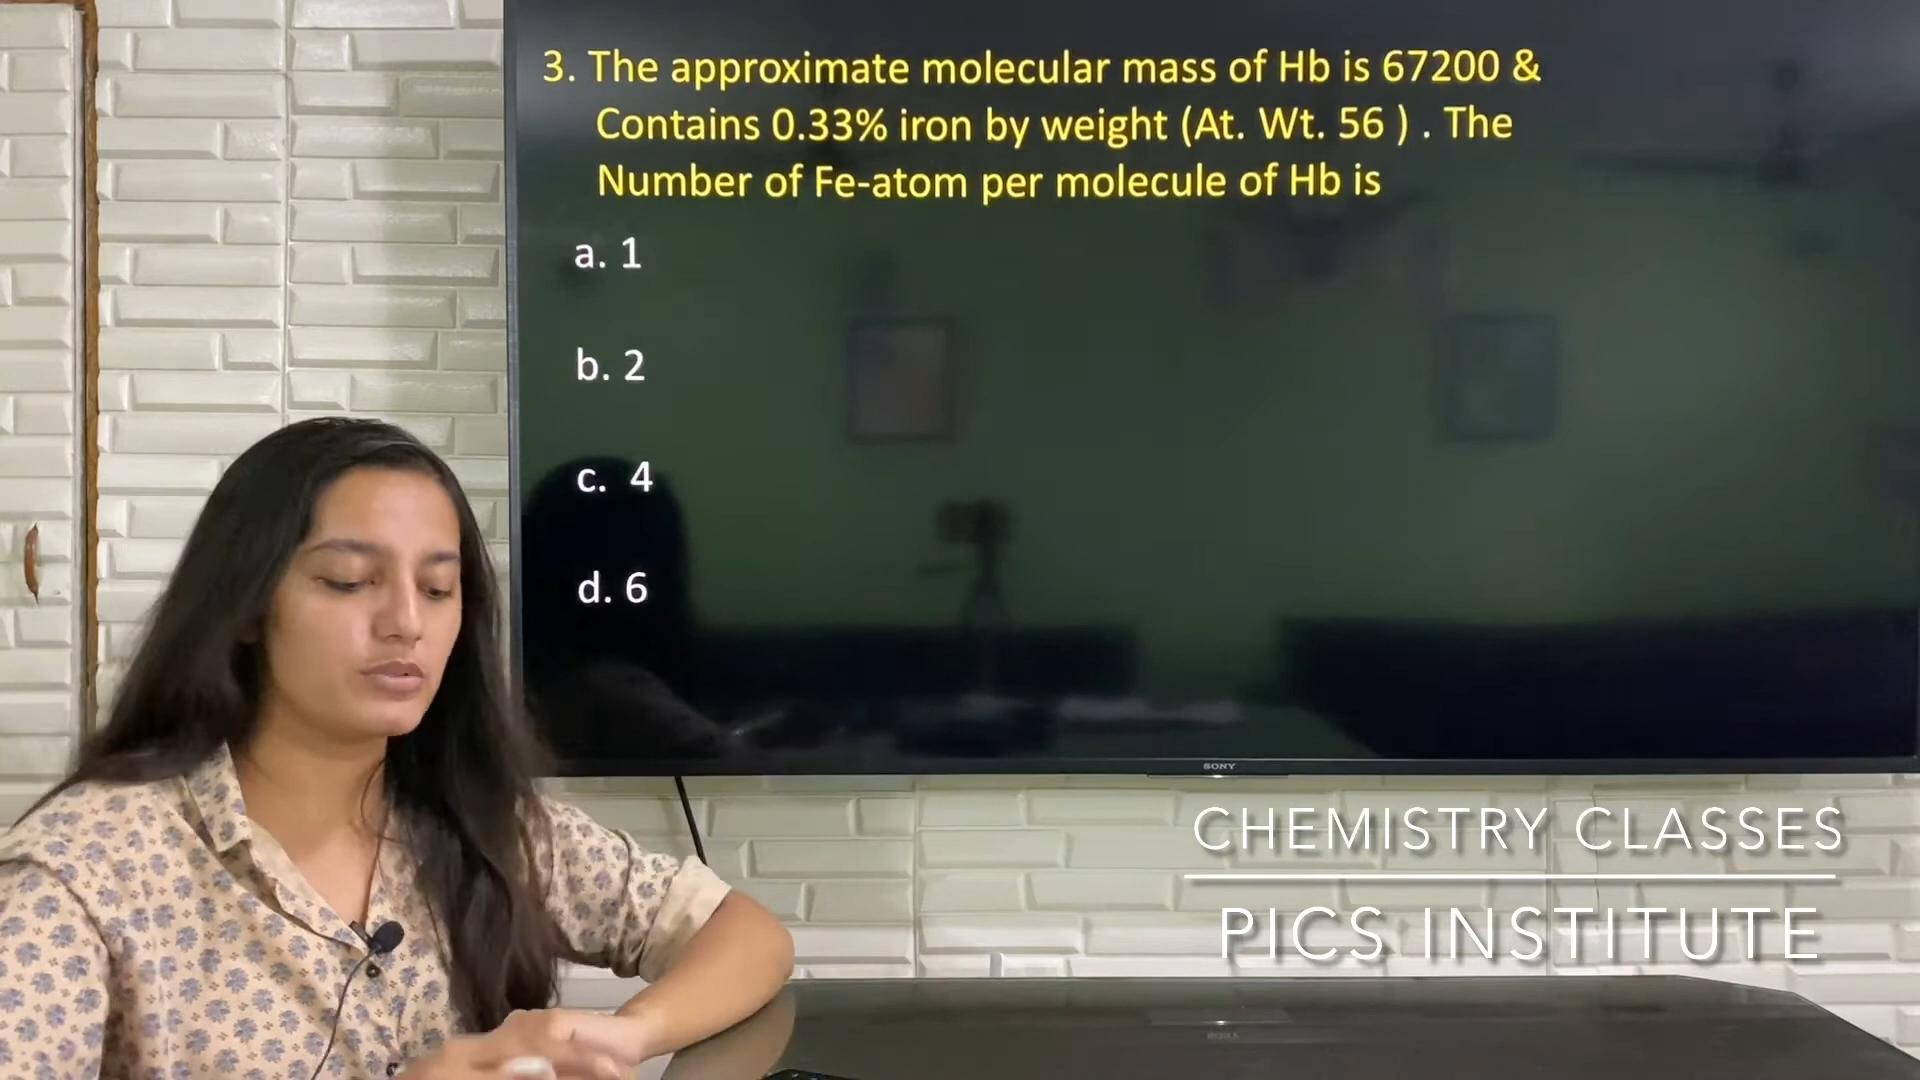 3. The approximate molecular mass of Hb is 67200 &
Contains 0.33% iron by weight (At. Wt. 56 ) . The
Number of Fe-atom per molecule of Hb is
a. 1
b. 2
c. 4
d. 6
SONY
CHEMISTRY CLASSES
PICS INSTITUTE